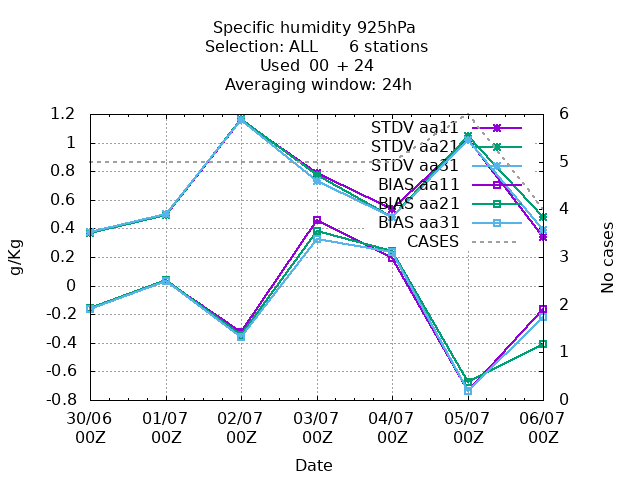 Specific humidity 925hPa
Selection: ALL 6 stations
Used 00 + 24
Averaging window: 24h
1.2
1
0.8
0.6
0.4
0.2
0
-0.2
-0.4
-0.6
-0.8
g/Kg
STDV aa11
STDV aa21
STDV aa31
BIAS aa11
BIAS aa21
BIAS aa31
CASES
6
5
4
3
2
1
0
No cases
30/06 01/07 02/07 03/07 04/07 05/07 06/07
00Z 00Z 00Z 00Z 00Z 00Z 00Z
Date